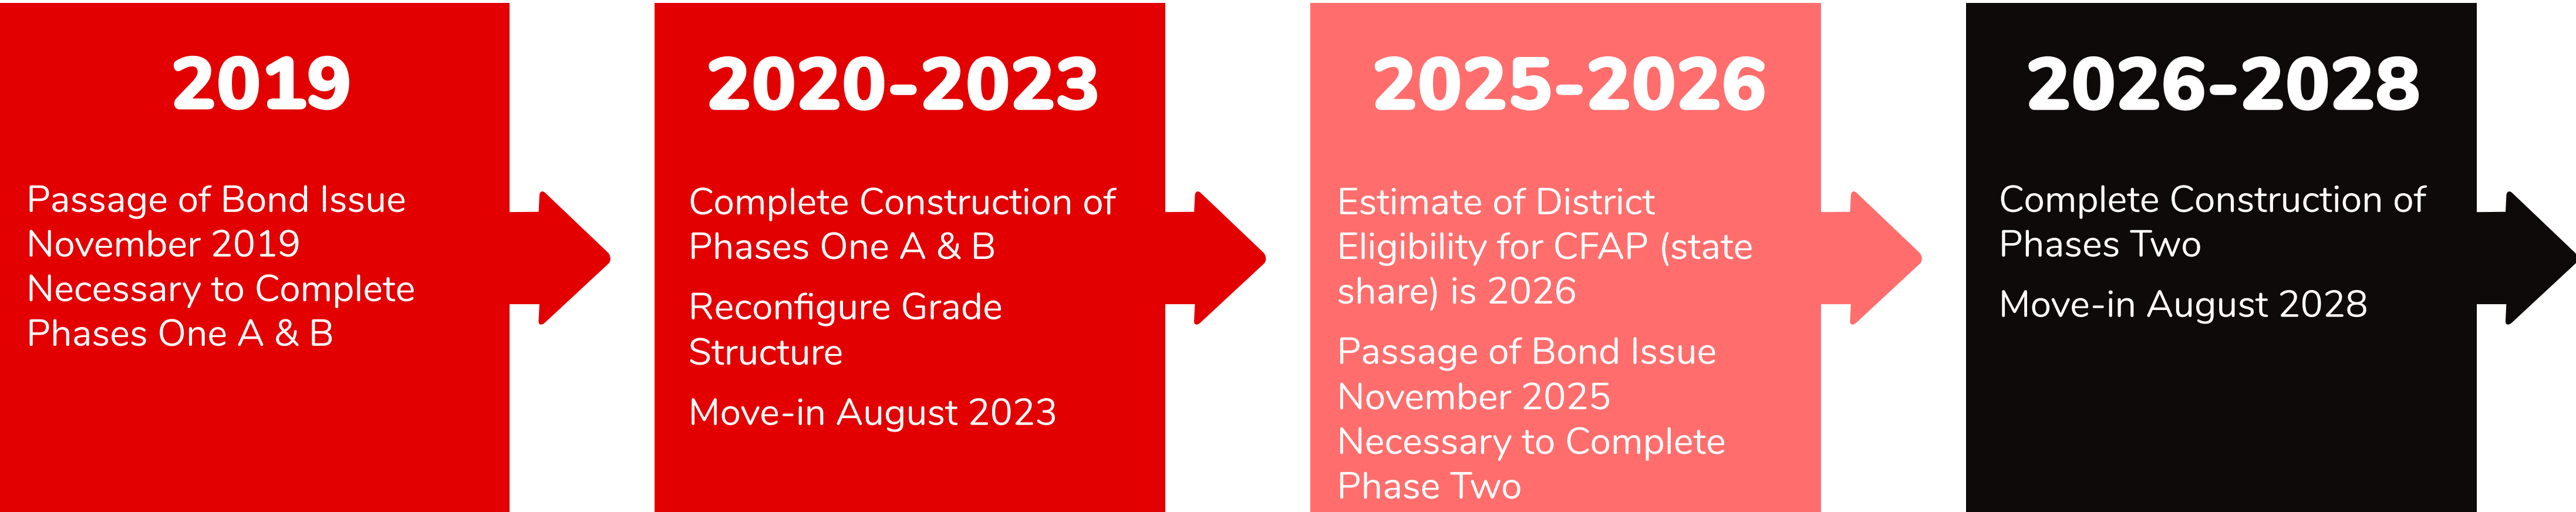 2019
Passage of Bond Issue
November 2019
Necessary to Complete
Phases One A & B
2020-2023
Complete Construction of
Phases One A & B
Reconfigure Grade
Structure
Move-in August 2023
2025-2026
Estimate of District
Eligibility for CFAP (state
share) is 2026
Passage of Bond Issue
November 2025
Necessary to Complete
Phase Two
2026-2028
Complete Construction of
Phases Two
Move-in August 2028